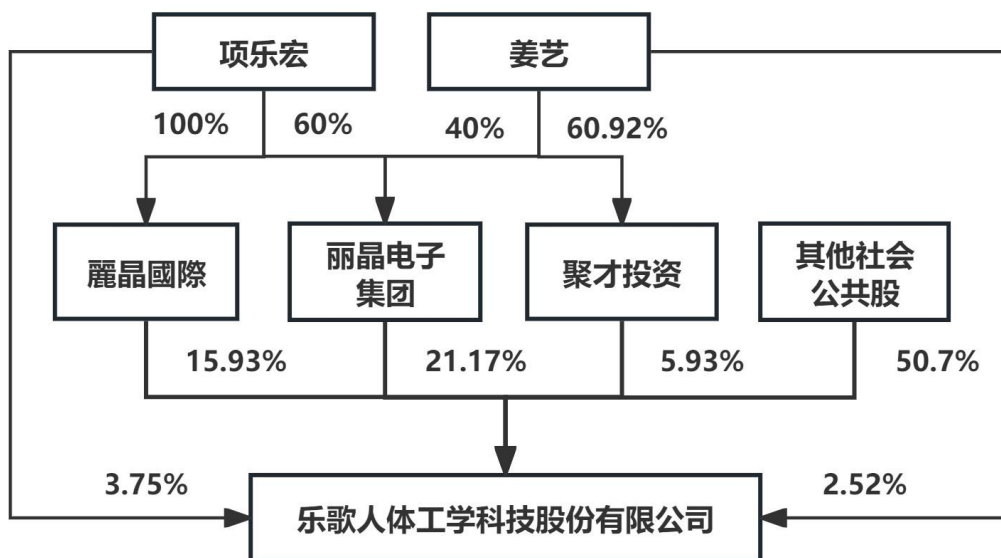 项乐宏
姜艺
100%
60%
40%
60.92%
麗晶國際
丽晶电子
集团
聚才投资
其他社会
公共股
15.93%
21.17%
5.93%
50.7%
3.75%
2.52%
乐歌人体工学科技股份有限公司